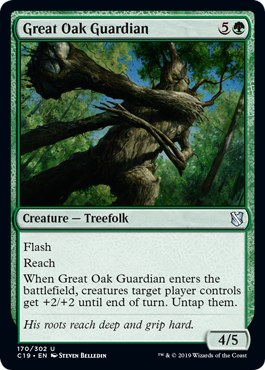 Great Oak Guardian 5
Creature — Treefolk
Flash
Reach
When Great Oak Guardian enters the
battlefield, creatures target player controls
get +2/+2 until end of turn. Untap them.
His roots reach deep and grip hard.
4/5
170/302 U
C19 • EN Steven Belledin
™ & © 2019 Wizards of the Coast